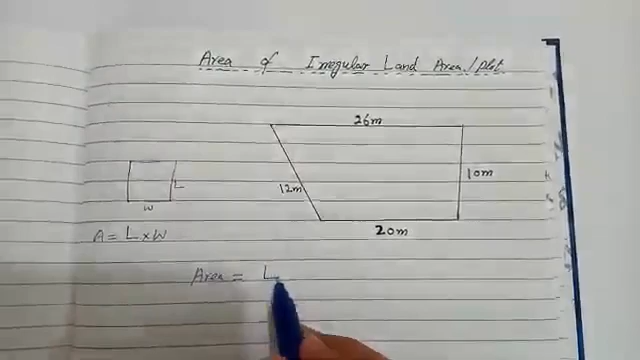 Area of Irregular Land Area/plot
26m
12m
10m
20m
L
W
A = L x W
Area = L